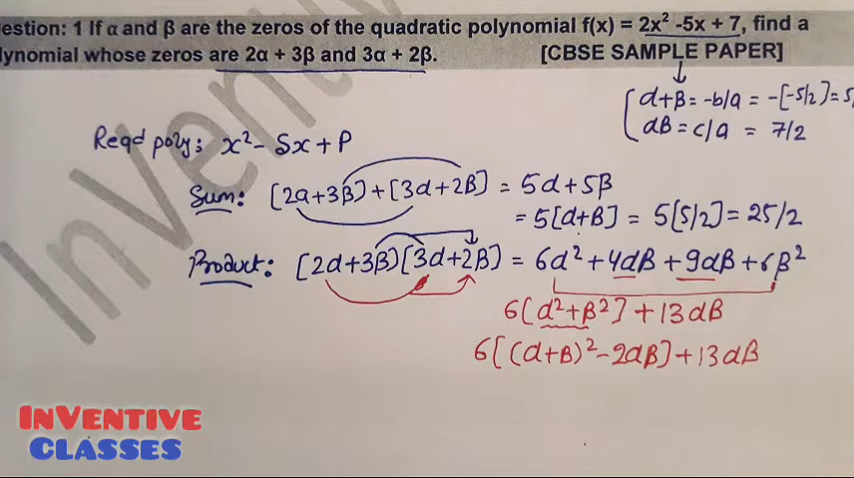 estion: 1 If α and β are the zeros of the quadratic polynomial f(x) = 2x² -5x + 7, find a
lynomial whose zeros are 2α + 3β and 3α + 2β. [CBSE SAMPLE PAPER]
α+β = -b/a = -[-5/2] = 5
αβ = c/a = 7/2
Reqd poly: x² - Sx + P
Sum: [2α+3β]+[3α+2β] = 5α+5β
= 5[α+β] = 5[5/2] = 25/2
Product: [2α+3β][3α+2β] = 6α²+4αβ+9αβ+6β²
6[α²+β²]+13αβ
6[(α+β)²-2αβ]+13αβ
InVenti
INVENTIVE
CLASSES